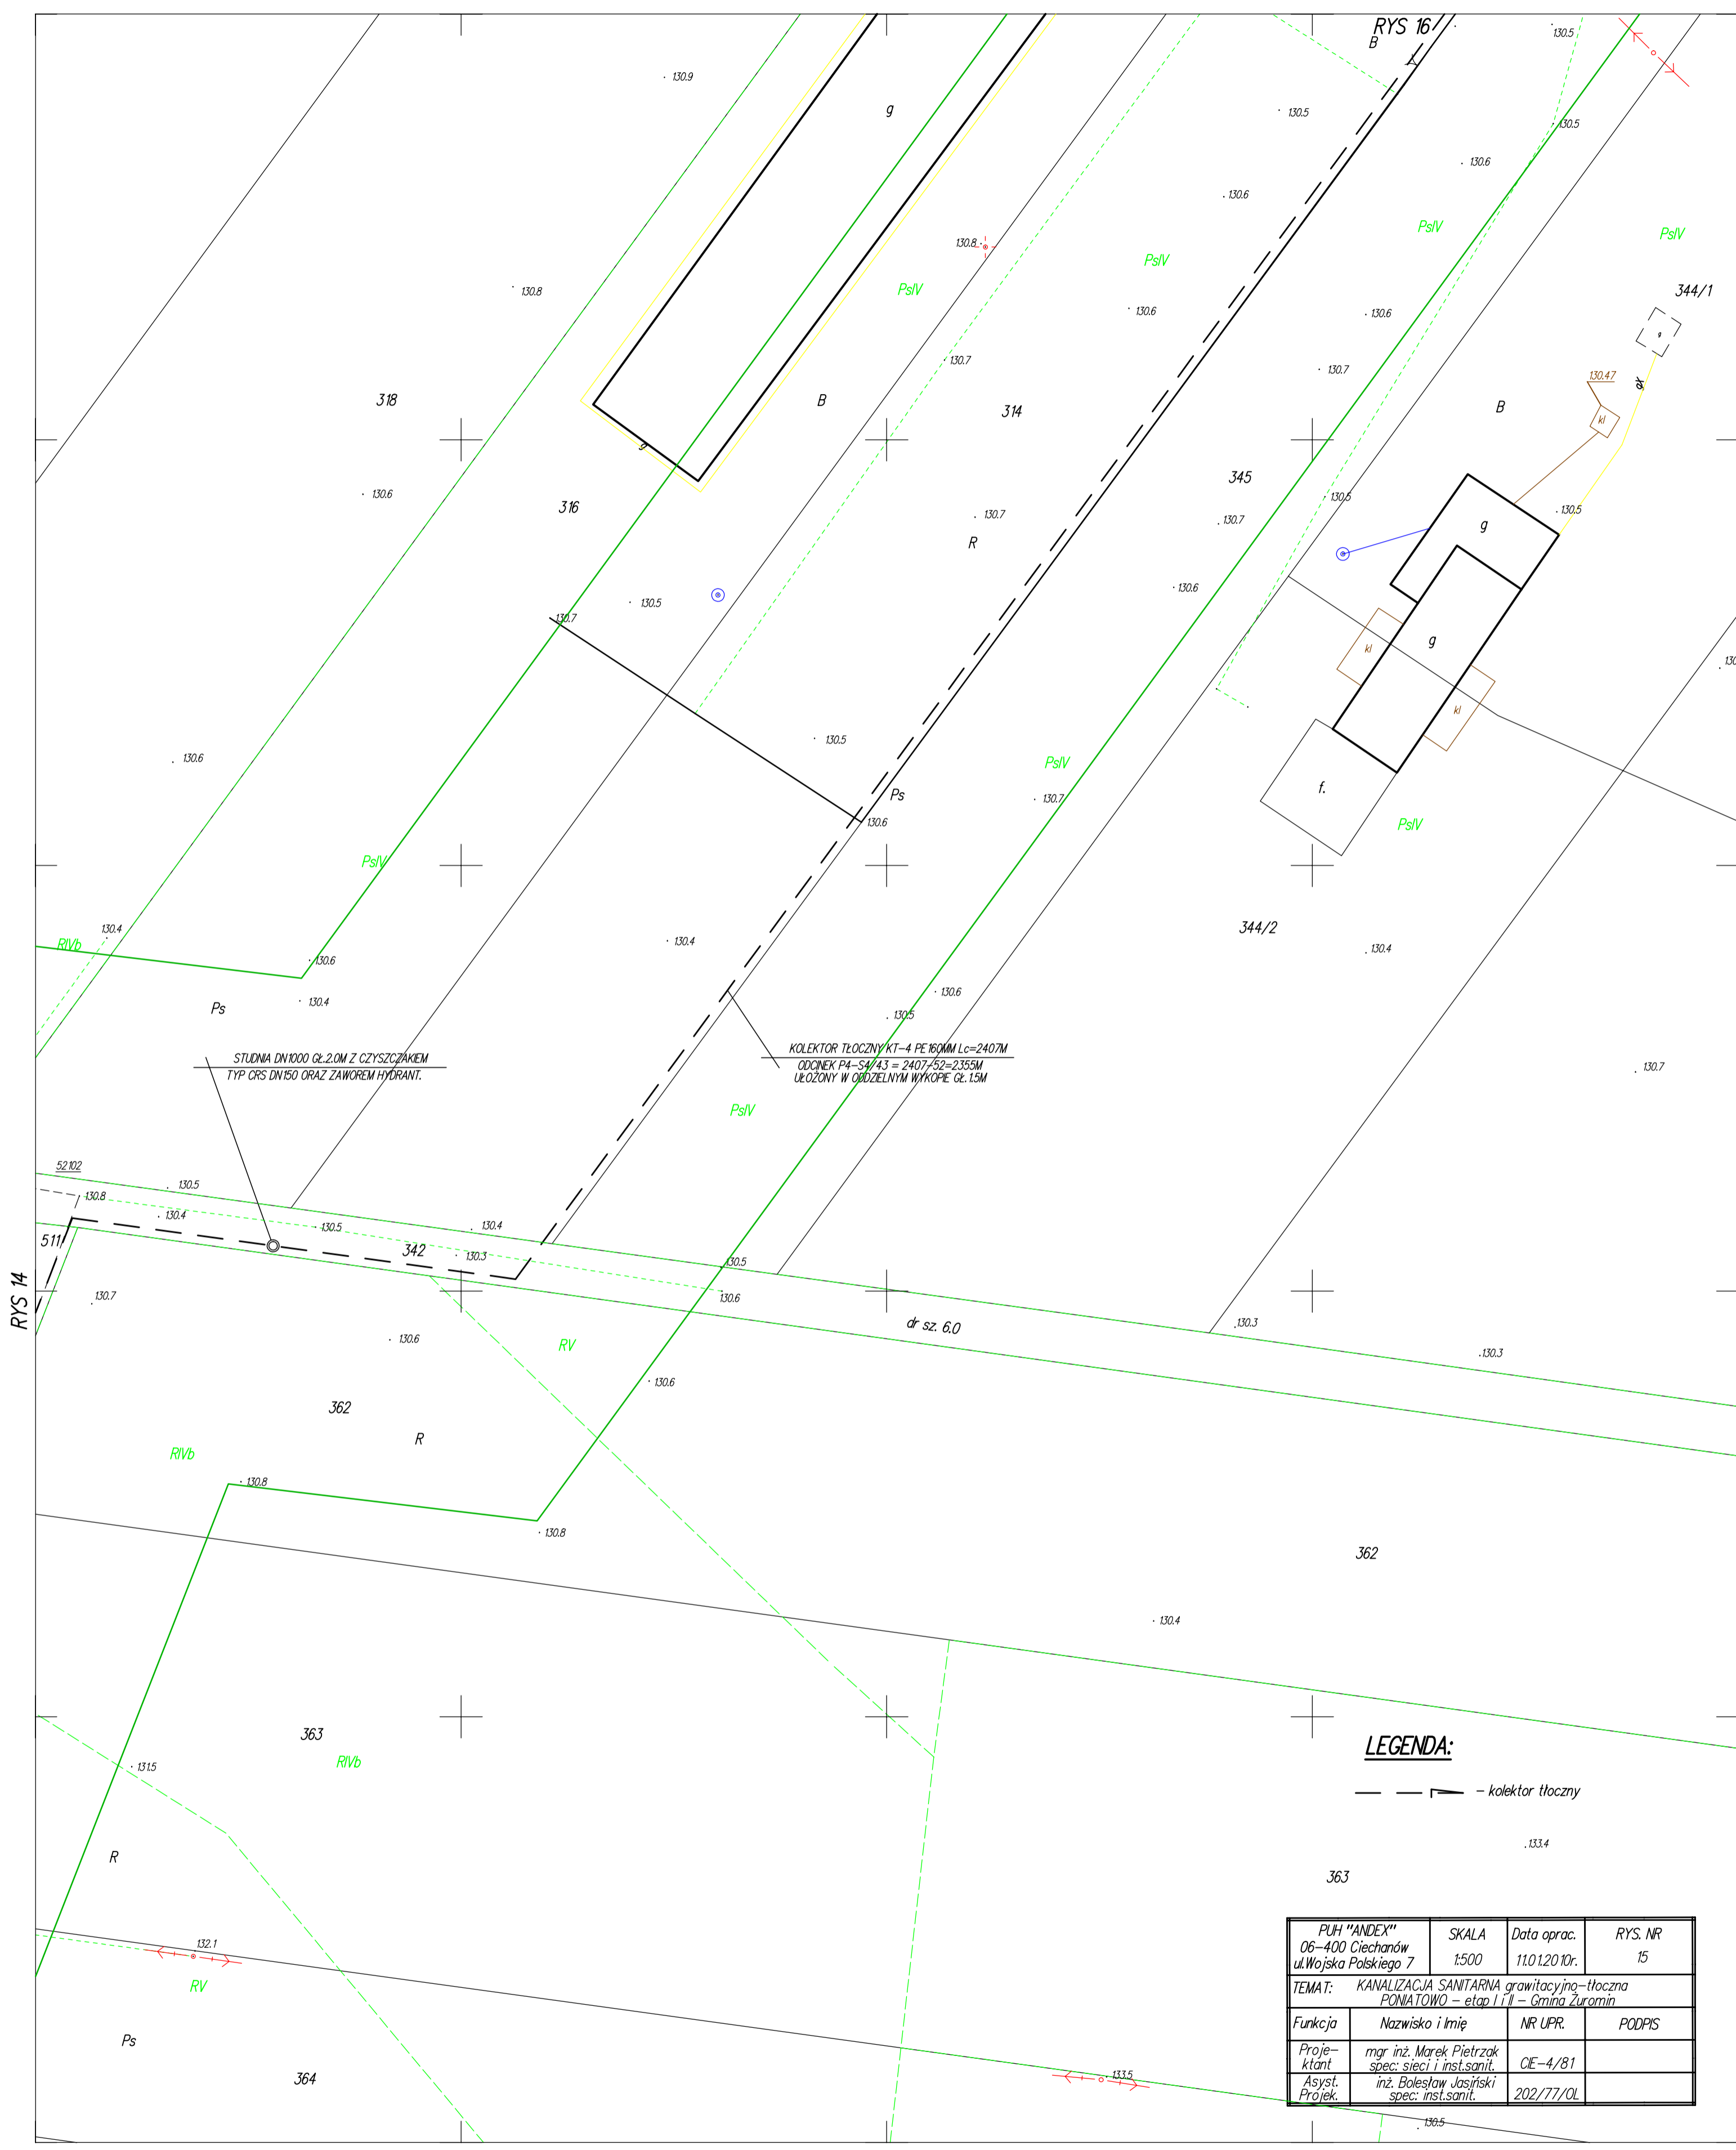 RYS 16
B
130.5
130.9
g
130.5
130.5
130.6
130.6
PsIV
PsIV
130.8
PsIV
PsIV
344/1
130.8
130.6
130.6
g
130.7
130.7
130.47
318
B
314
B
kl
g
345
130.6
130.5
316
130.7
130.7
130.5
g
R
130.6
130.5
130.7
g
kl
kl
130.5
130.6
PsIV
Ps
130.7
f.
130.6
PsIV
PsIV
344/2
130.4
RIVb
130.4
130.4
130.6
130.6
130.4
Ps
130.5
KOLEKTOR TŁOCZNY KT-4 PE160MM Lc=2407M
ODCINEK P4-S4/43 = 2407-52=2355M
UŁOŻONY W ODDZIELNYM WYKOPIE GŁ.1.5M
STUDNIA DN1000 GŁ.2.0M Z CZYSZCZAKIEM
TYP CRS DN150 ORAZ ZAWOREM HYDRANT.
130.7
PsIV
52102
130.5
130.8
130.4
130.5
130.4
511
342
130.3
130.5
RYS 14
130.7
130.6
dr sz. 6.0
130.3
130.6
RV
130.3
130.6
362
R
RIVb
130.8
130.8
362
130.4
363
RIVb
131.5
LEGENDA:
- kolektor tłoczny
133.4
R
363
132.1
RV
Ps
364
133.5
130.5
PUH "ANDEX"
06-400 Ciechanów
ul.Wojska Polskiego 7
SKALA
1:500
Data oprac.
11.01.2010r.
RYS. NR
15
TEMAT: KANALIZACJA SANITARNA grawitacyjno-tłoczna
PONIATOWO - etap I i II - Gmina Żuromin
Funkcja Nazwisko i Imię NR UPR. PODPIS
Proje-
ktant
mgr inż. Marek Pietrzak
spec: sieci i inst.sanit.
CIE-4/81
Asyst.
Projek.
inż. Bolesław Jasiński
spec: inst.sanit.
202/77/OL